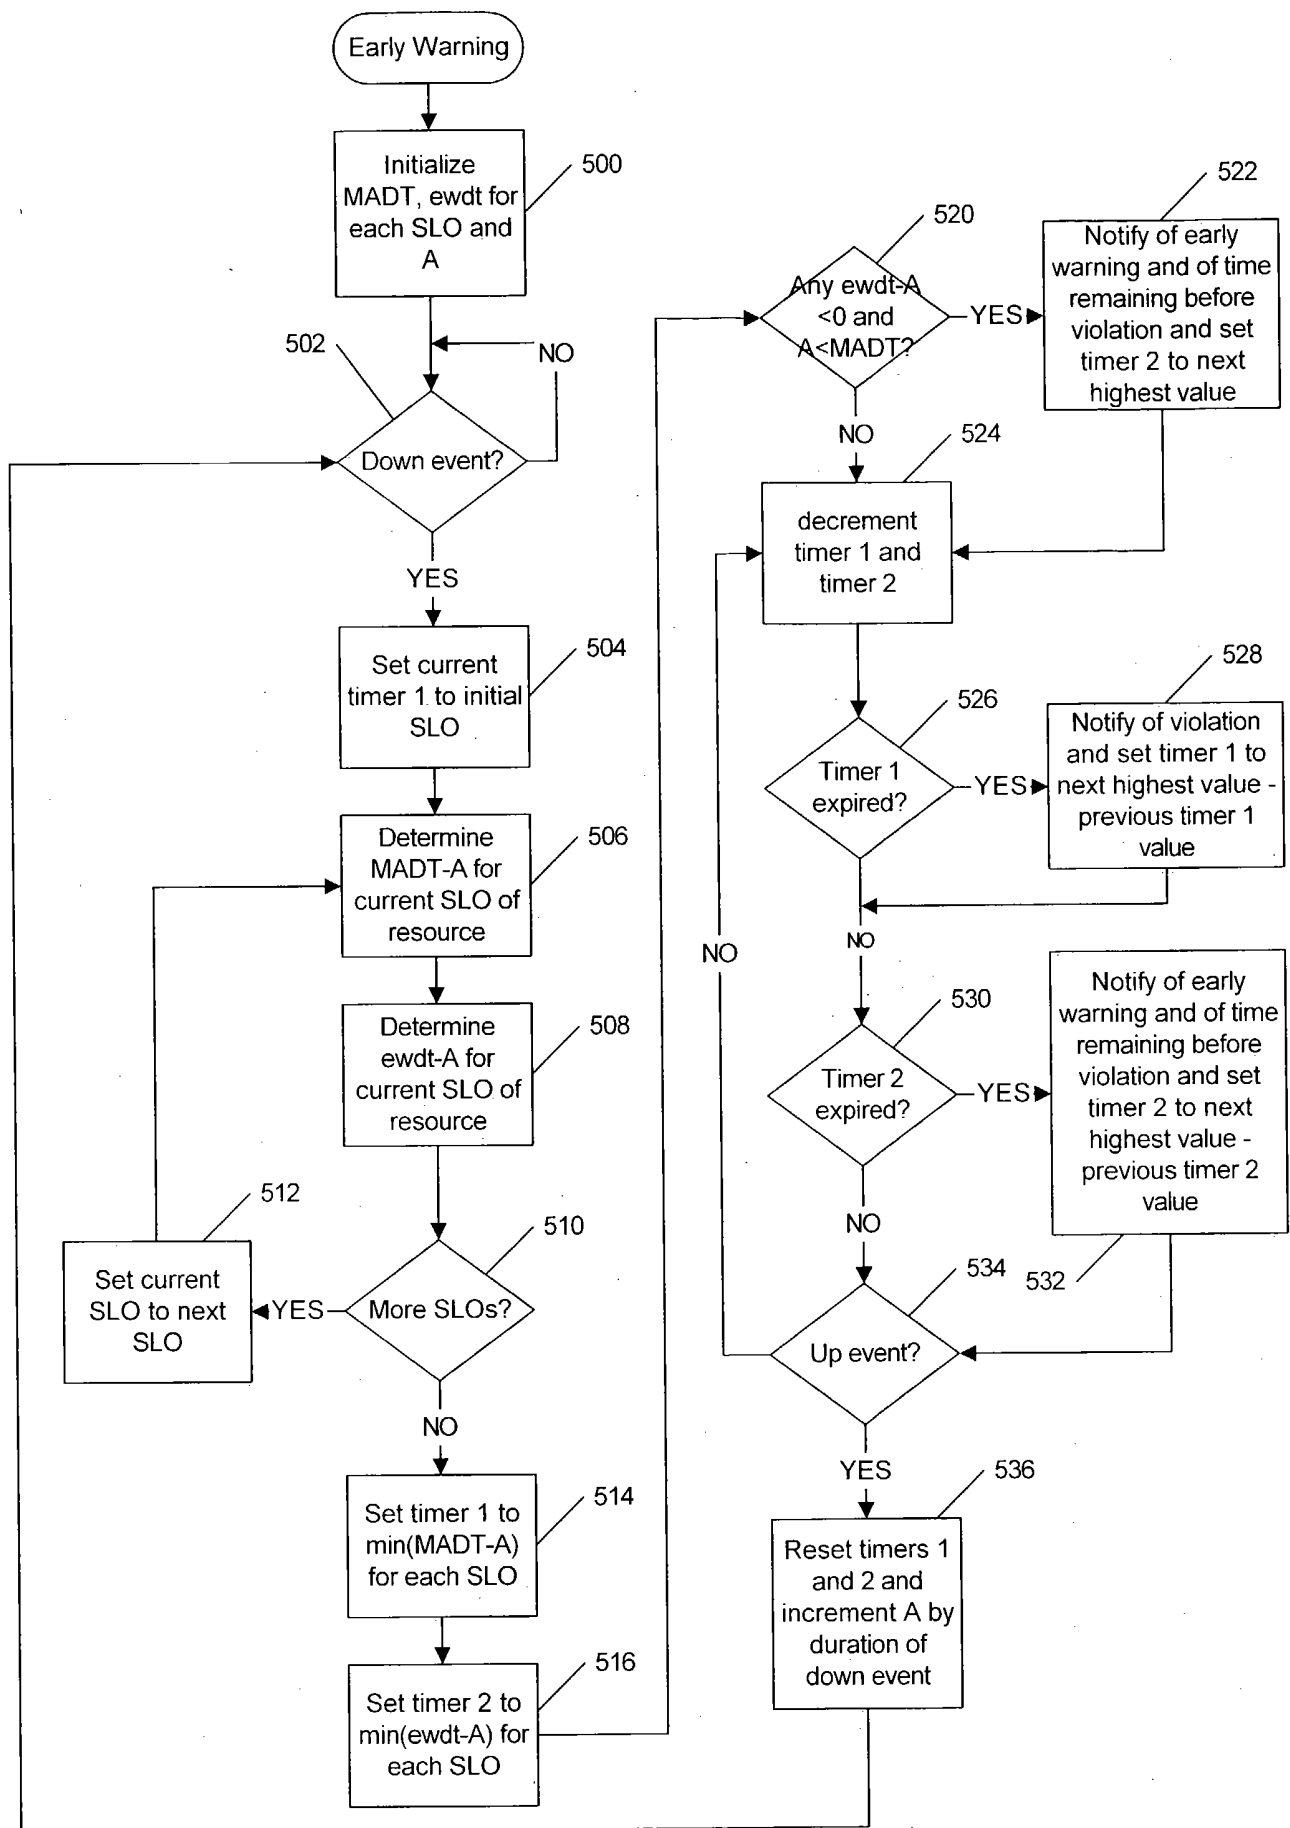 Early Warning
Initialize
MADT, ewdt for
each SLO and
A
500
502
NO
Down event?
YES
Set current
timer 1 to initial
SLO
504
Determine
MADT-A for
current SLO of
resource
506
Determine
ewdt-A for
current SLO of
resource
508
512
510
Set current
SLO to next
SLO
YES
More SLOs?
NO
Set timer 1 to
min(MADT-A)
for each SLO
514
Set timer 2 to
min(ewdt-A) for
each SLO
516
520
Any ewdt-A
<0 and
A<MADT?
YES
522
Notify of early
warning and of time
remaining before
violation and set
timer 2 to next
highest value
NO
524
decrement
timer 1 and
timer 2
526
Timer 1
expired?
YES
528
Notify of violation
and set timer 1 to
next highest value -
previous timer 1
value
NO
NO
530
Timer 2
expired?
YES
Notify of early
warning and of time
remaining before
violation and set
timer 2 to next
highest value -
previous timer 2
value
532
NO
534
Up event?
YES
536
Reset timers 1
and 2 and
increment A by
duration of
down event